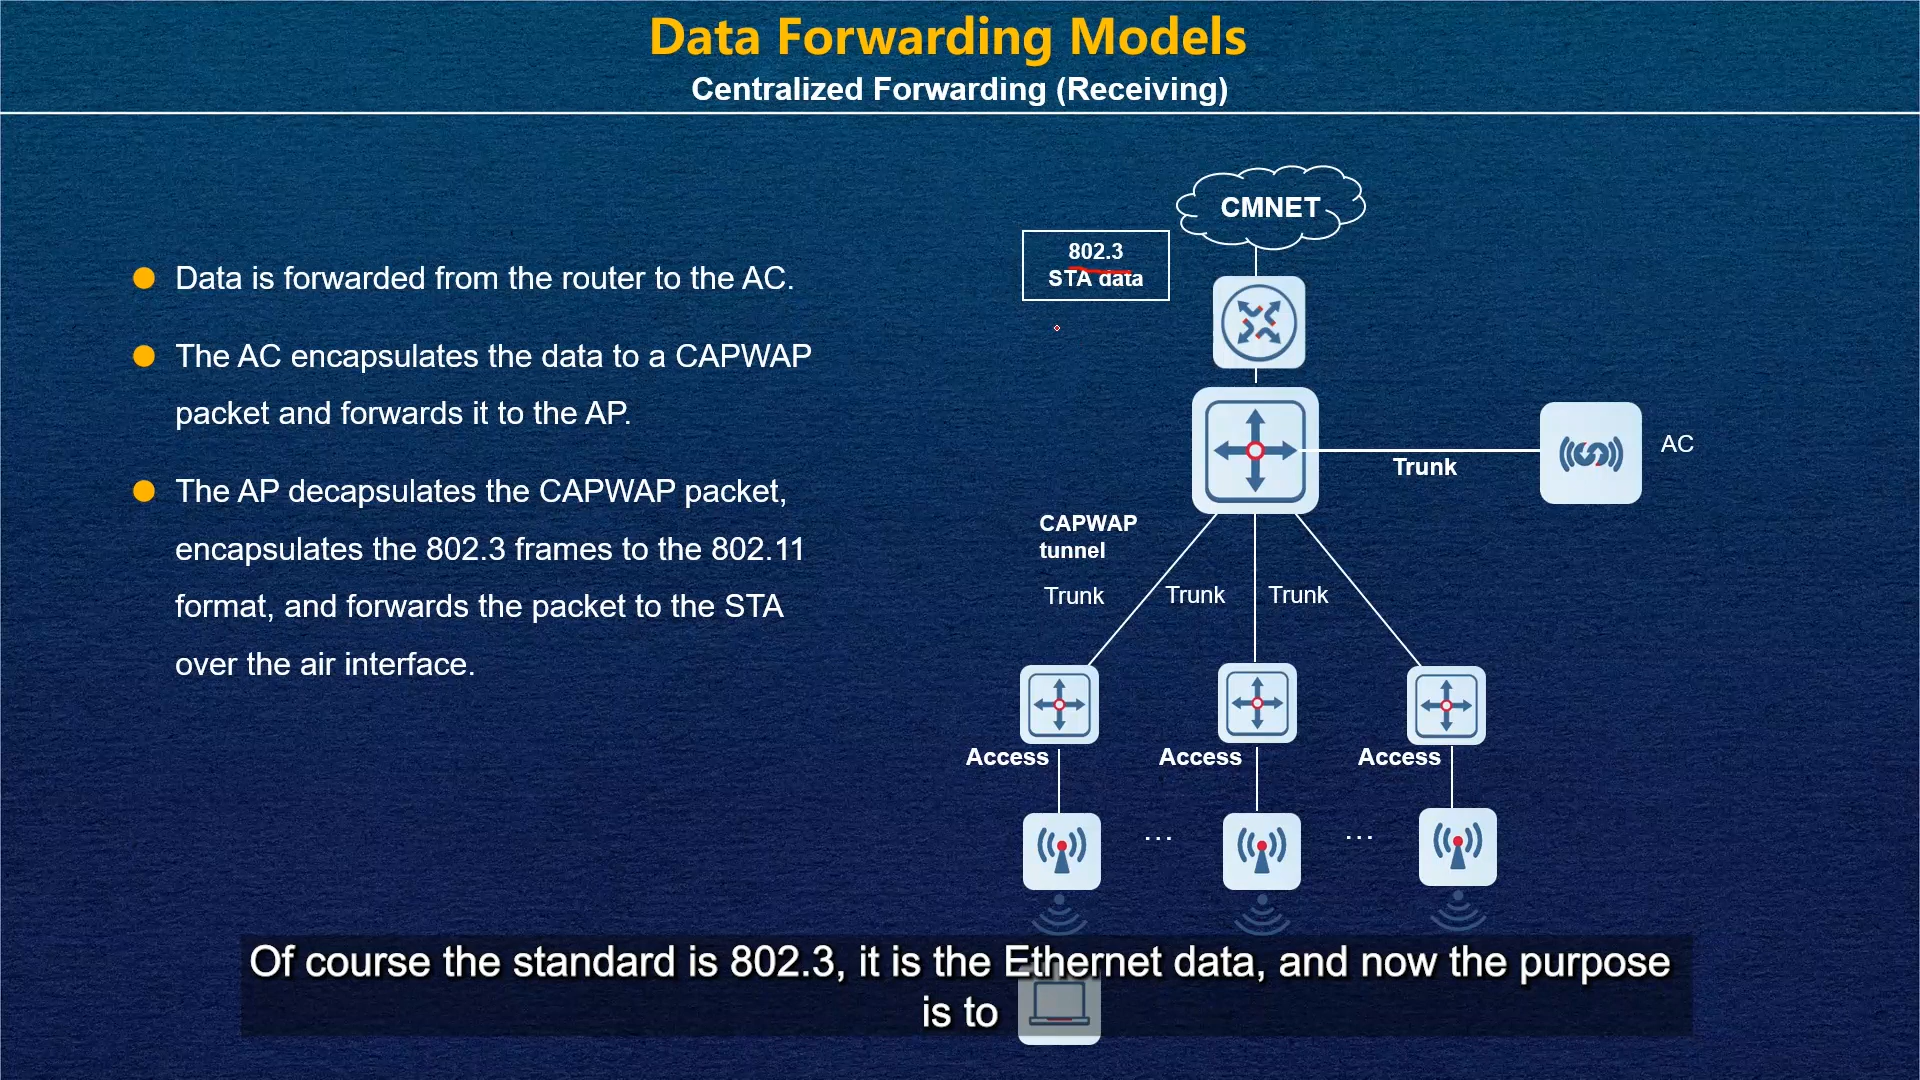 Data Forwarding Models
Centralized Forwarding (Receiving)
Data is forwarded from the router to the AC.
The AC encapsulates the data to a CAPWAP
packet and forwards it to the AP.
The AP decapsulates the CAPWAP packet,
encapsulates the 802.3 frames to the 802.11
format, and forwards the packet to the STA
over the air interface.
CMNET
802.3
STA data
AC
Trunk
CAPWAP
tunnel
Trunk Trunk Trunk
Access Access Access
... ...
Of course the standard is 802.3, it is the Ethernet data, and now the purpose
is to